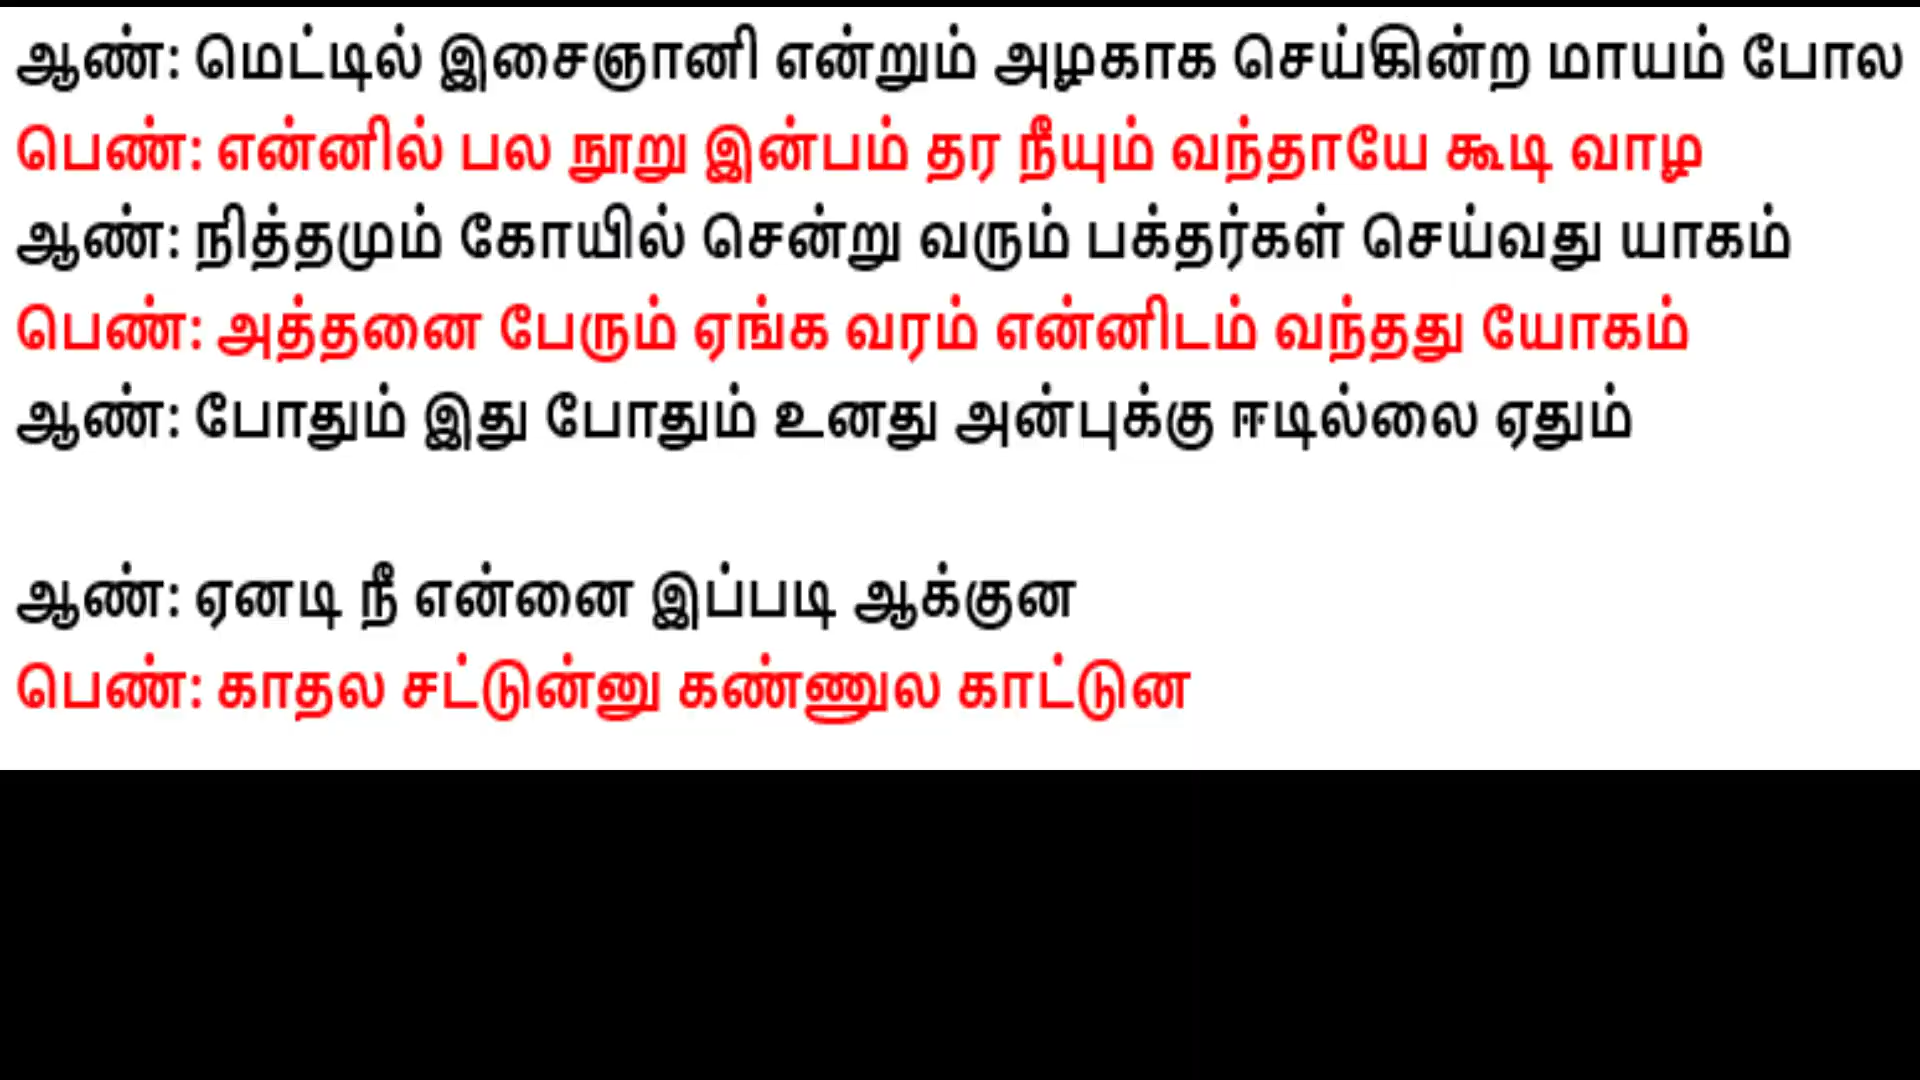 ஆண்: மெட்டில் இசைஞானி என்றும் அழகாக செய்கின்ற மாயம் போல
பெண்: என்னில் பல நூறு இன்பம் தர நீயும் வந்தாயே கூடி வாழ
ஆண்: நித்தமும் கோயில் சென்று வரும் பக்தர்கள் செய்வது யாகம்
பெண்: அத்தனை பேரும் ஏங்க வரம் என்னிடம் வந்தது யோகம்
ஆண்: போதும் இது போதும் உனது அன்புக்கு ஈடில்லை ஏதும்
ஆண்: ஏனடி நீ என்னை இப்படி ஆக்குன
பெண்: காதல சட்டுன்னு கண்ணுல காட்டுன